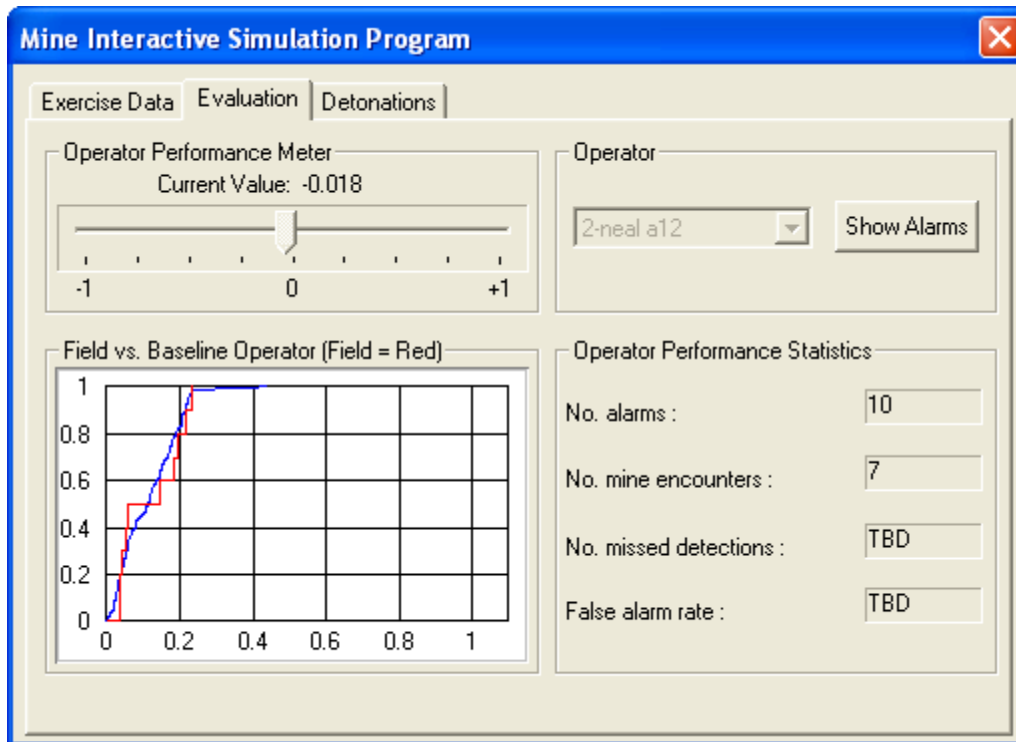 Mine Interactive Simulation Program
Exercise Data Evaluation Detonations
Operator Performance Meter
Current Value: -0.018
-1 0 +1
Operator
2-neal a12
Show Alarms
Field vs. Baseline Operator (Field = Red)
1
0.8
0.6
0.4
0.2
0
0 0.2 0.4 0.6 0.8 1
Operator Performance Statistics
No. alarms : 10
No. mine encounters : 7
No. missed detections : TBD
False alarm rate : TBD